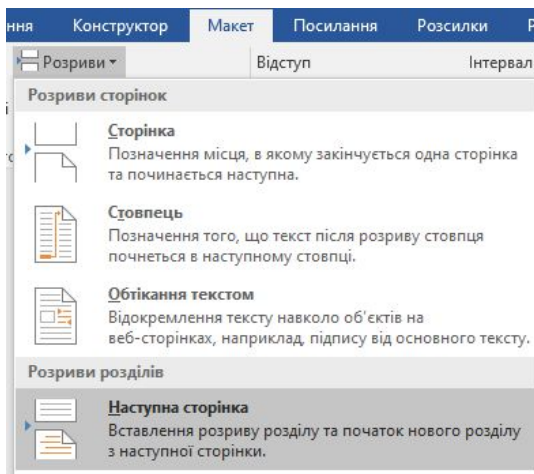 ння Конструктор Макет Посилання Розсилки Р
Розриви Відступ Інтервал
Розриви сторінок
Сторінка
Позначення місця, в якому закінчується одна сторінка
та починається наступна.
Стовпець
Позначення того, що текст після розриву стовпця
почнеться в наступному стовпці.
Обтікання текстом
Відокремлення тексту навколо об'єктів на
веб-сторінках, наприклад, підпису від основного тексту.
Розриви розділів
Наступна сторінка
Вставлення розриву розділу та початок нового розділу
з наступної сторінки.